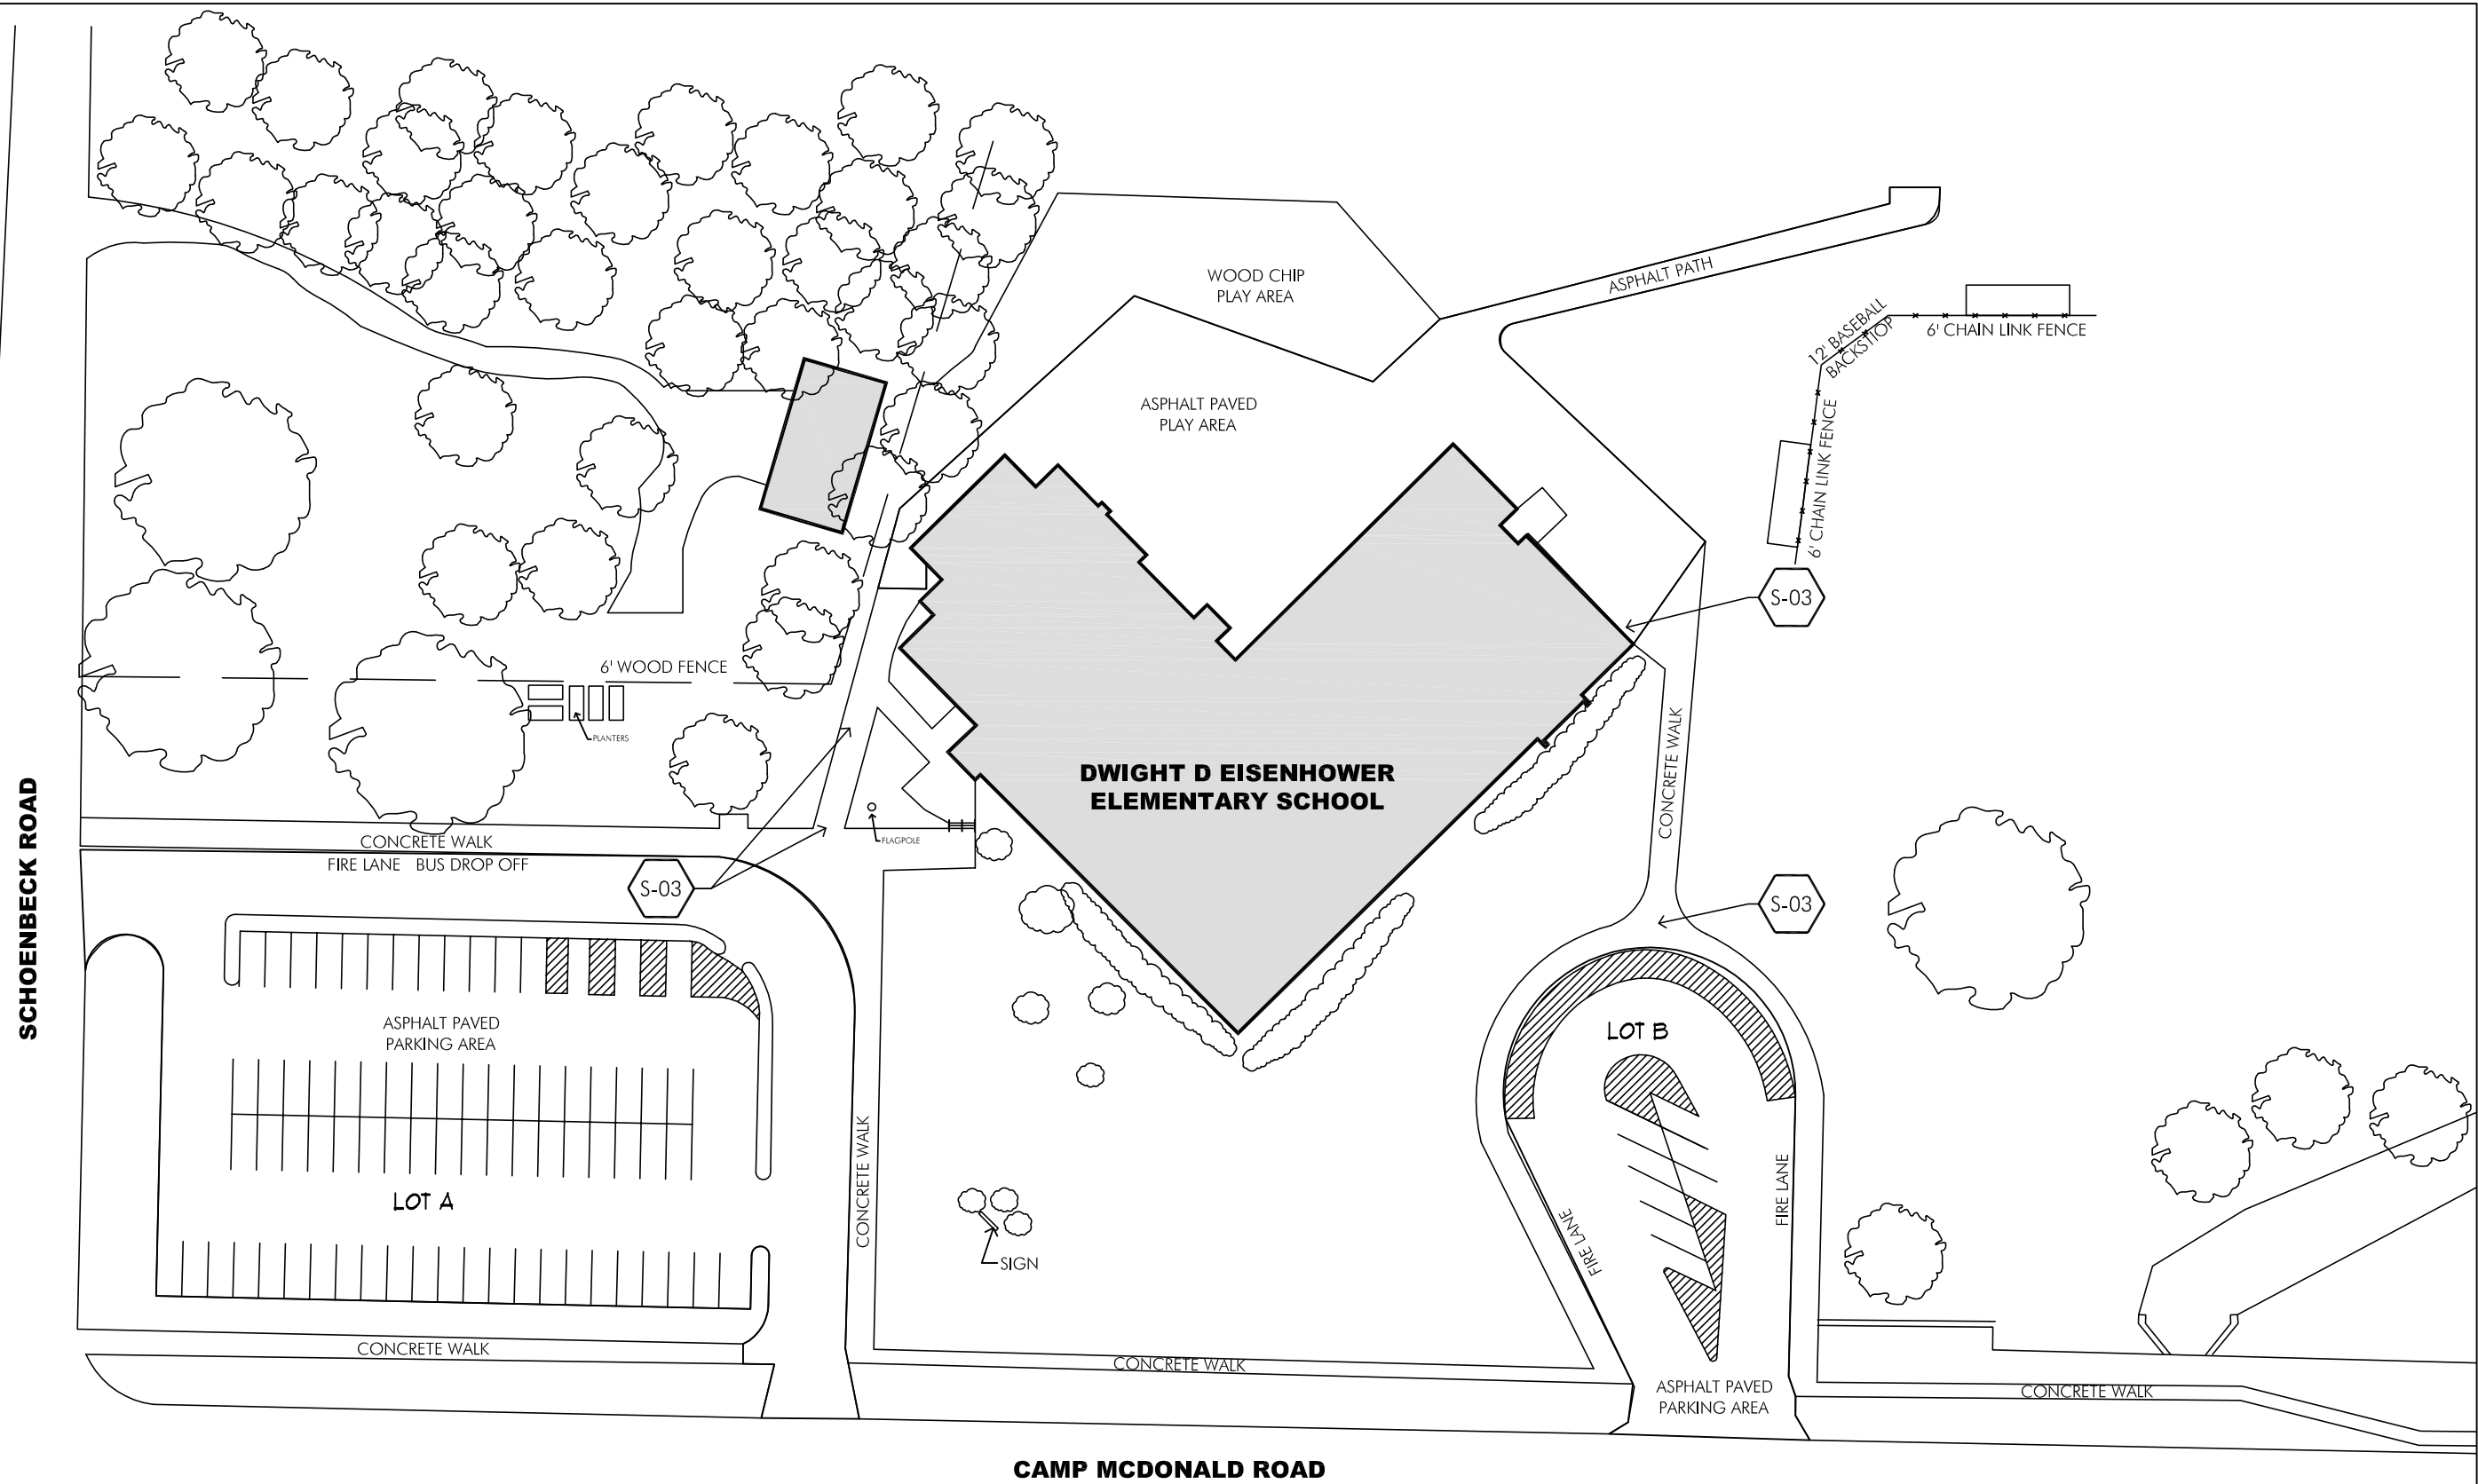 WOOD CHIP
PLAY AREA
ASPHALT PATH
12' BASEBALL
BACKSTOP
6' CHAIN LINK FENCE
ASPHALT PAVED
PLAY AREA
6' CHAIN LINK FENCE
S-03
6' WOOD FENCE
PLANTERS
CONCRETE WALK
DWIGHT D EISENHOWER
ELEMENTARY SCHOOL
SCHOENBECK ROAD
FLAGPOLE
CONCRETE WALK
FIRE LANE BUS DROP OFF
S-03
S-03
ASPHALT PAVED
PARKING AREA
LOT B
LOT A
CONCRETE WALK
FIRE LANE
FIRE LANE
SIGN
CONCRETE WALK
CONCRETE WALK
ASPHALT PAVED
PARKING AREA
CONCRETE WALK
CAMP MCDONALD ROAD